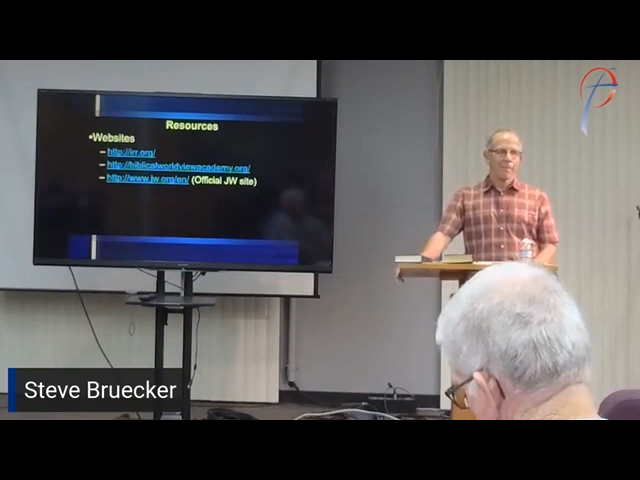 Resources
•Websites
– http://irr.org/
– http://biblicalworldviewacademy.org/
– http://www.jw.org/en/ (Official JW site)
Steve Bruecker